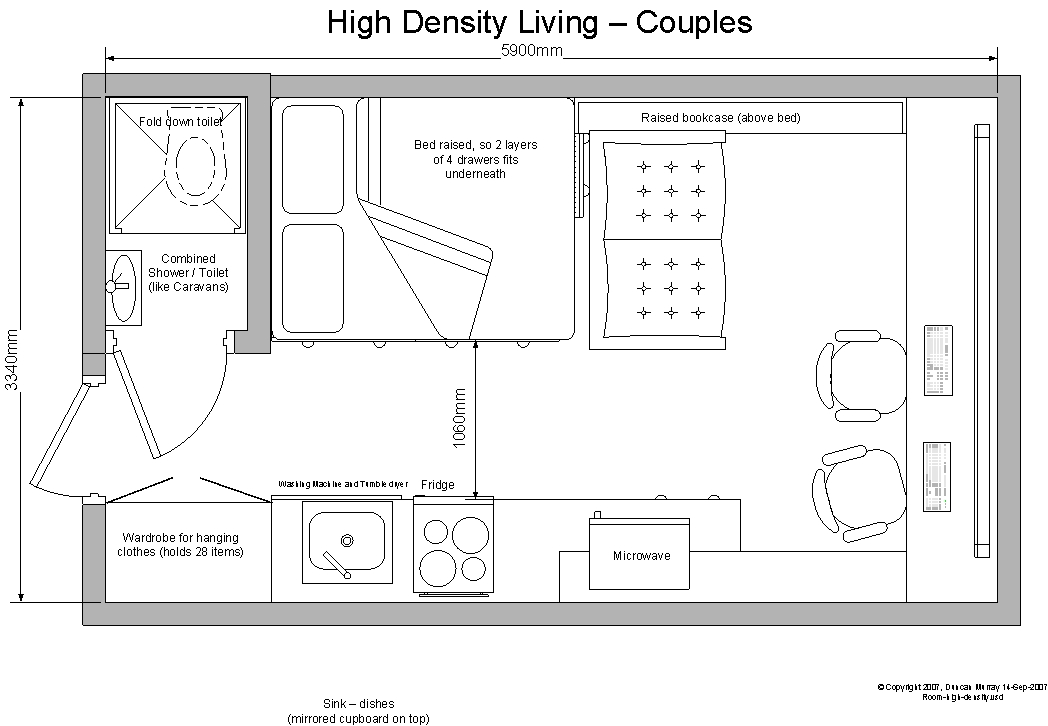 High Density Living – Couples
5900mm
Fold down toilet
Bed raised, so 2 layers
of 4 drawers fits
underneath
Raised bookcase (above bed)
Combined
Shower / Toilet
(like Caravans)
3340mm
1060mm
Washing Machine and Tumble dryer
Fridge
Wardrobe for hanging
clothes (holds 28 items)
Microwave
Sink – dishes
(mirrored cupboard on top)
© Copyright 2007, Duncan Murray 14-Sep-2007
Room-high-density.vsd